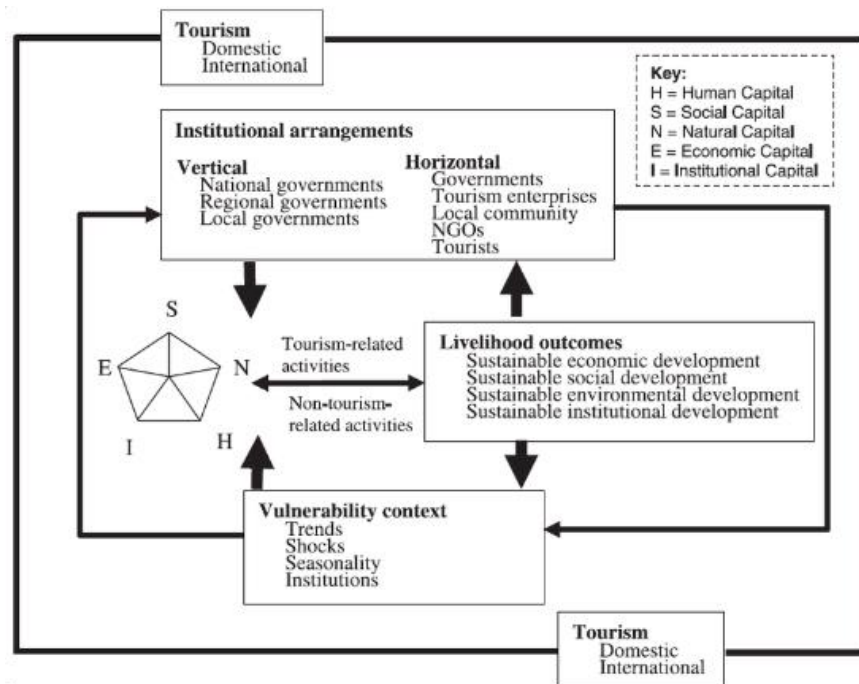 Tourism
Domestic
International
Key:
H = Human Capital
S = Social Capital
N = Natural Capital
E = Economic Capital
I = Institutional Capital
Institutional arrangements
Vertical
National governments
Regional governments
Local governments
Horizontal
Governments
Tourism enterprises
Local community
NGOs
Tourists
S
E
N
I
H
Tourism-related
activities
Non-tourism-
related activities
Livelihood outcomes
Sustainable economic development
Sustainable social development
Sustainable environmental development
Sustainable institutional development
Vulnerability context
Trends
Shocks
Seasonality
Institutions
Tourism
Domestic
International